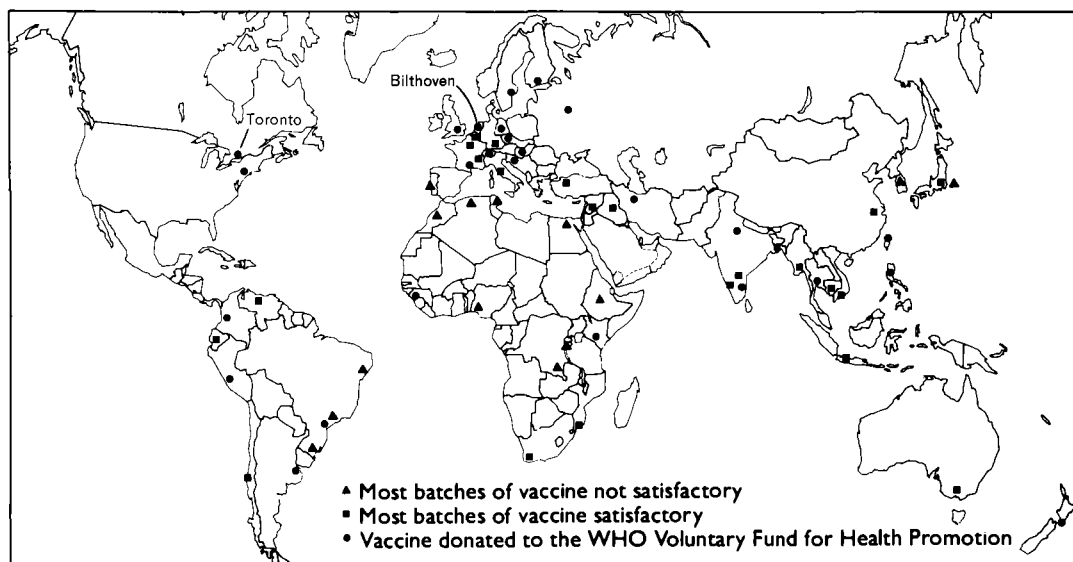 Bilthoven
Toronto
Most batches of vaccine not satisfactory
Most batches of vaccine satisfactory
Vaccine donated to the WHO Voluntary Fund for Health Promotion